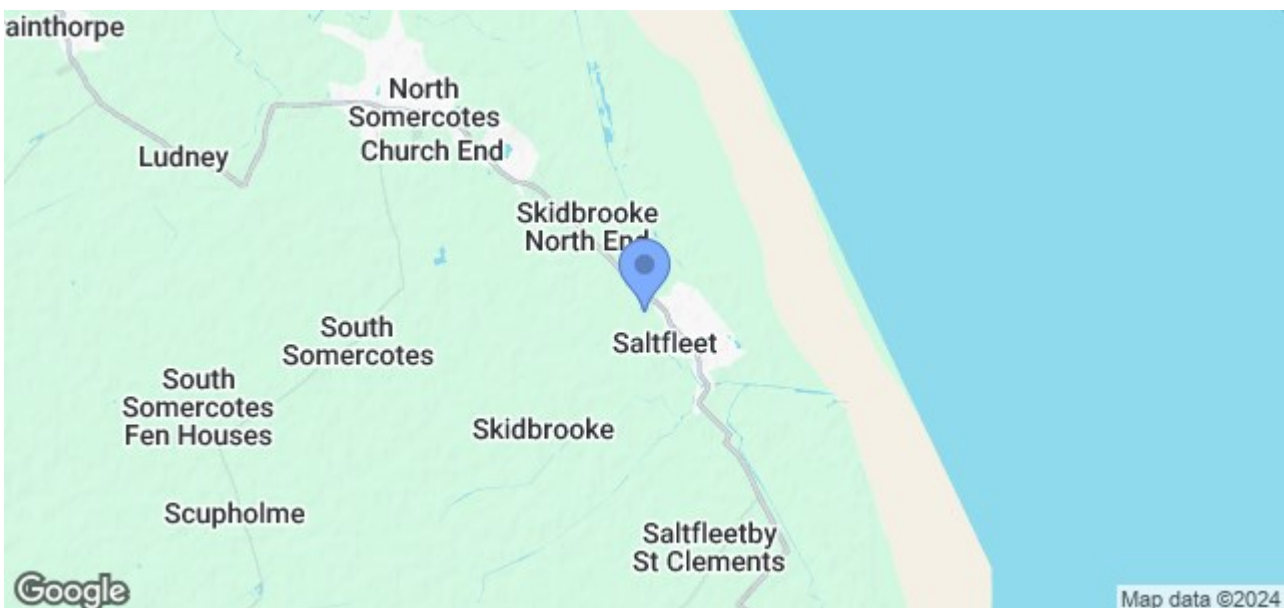 ainthorpe
North
Somercotes
Church End
Ludney
Skidbrooke
North End
South
Somercotes
Saltfleet
South
Somercotes
Fen Houses
Skidbrooke
Scupholme
Saltfleetby
St Clements
Google
Map data ©2024